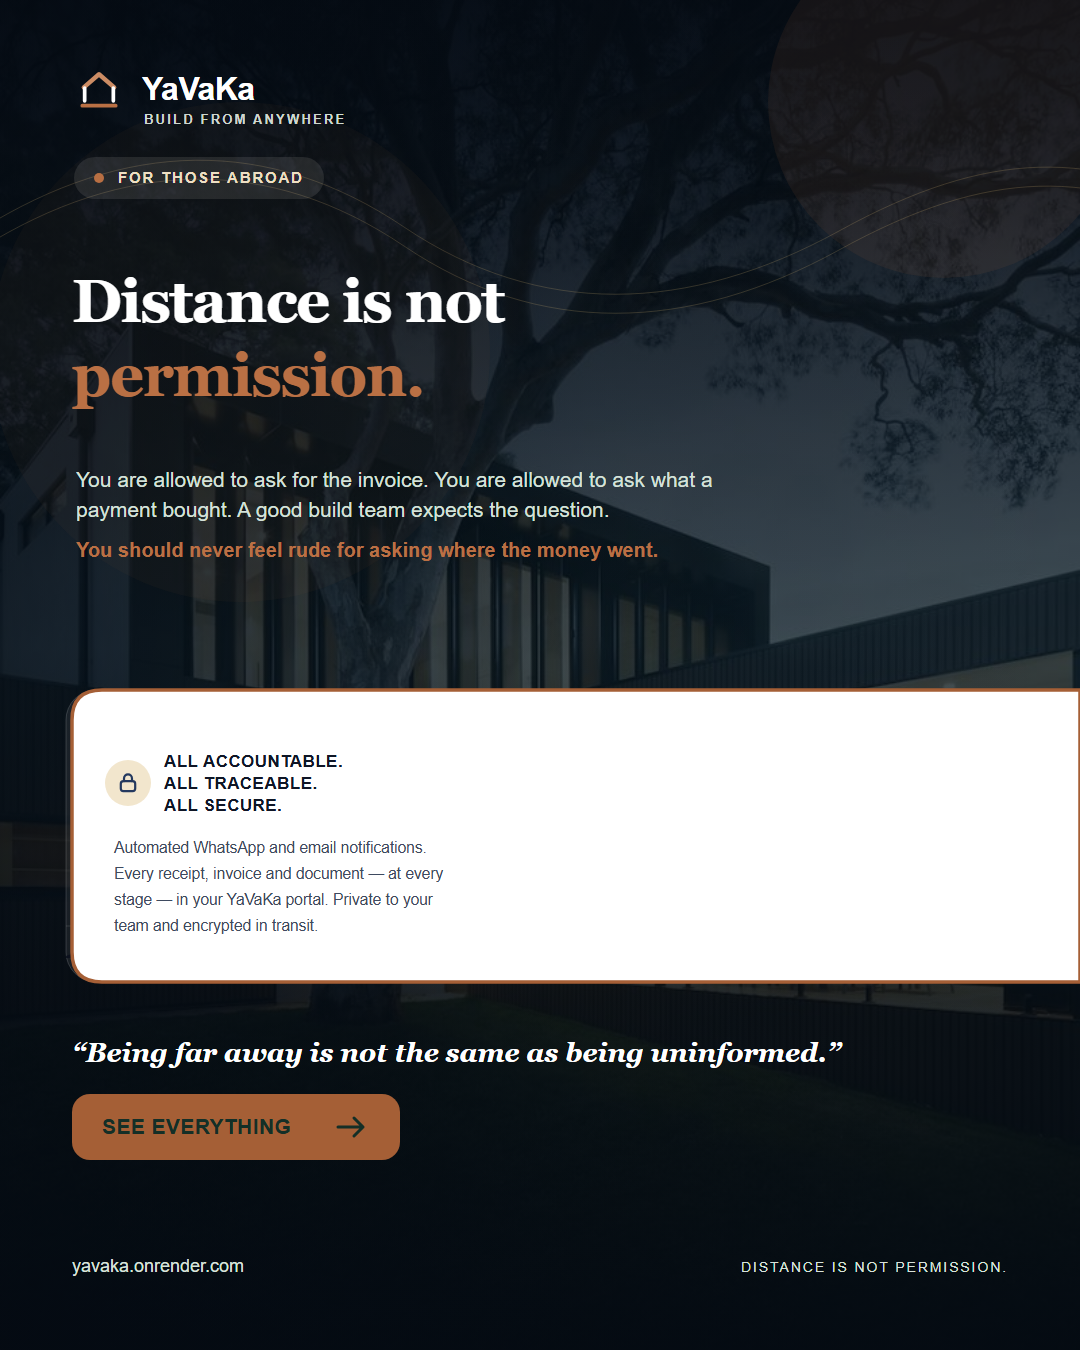 YaVaKa
BUILD FROM ANYWHERE
FOR THOSE ABROAD
Distance is not
permission.
You are allowed to ask for the invoice. You are allowed to ask what a
payment bought. A good build team expects the question.
You should never feel rude for asking where the money went.
ALL ACCOUNTABLE.
ALL TRACEABLE.
ALL SECURE.
Automated WhatsApp and email notifications.
Every receipt, invoice and document — at every
stage — in your YaVaKa portal. Private to your
team and encrypted in transit.
“Being far away is not the same as being uninformed.”
SEE EVERYTHING
yavaka.onrender.com
DISTANCE IS NOT PERMISSION.